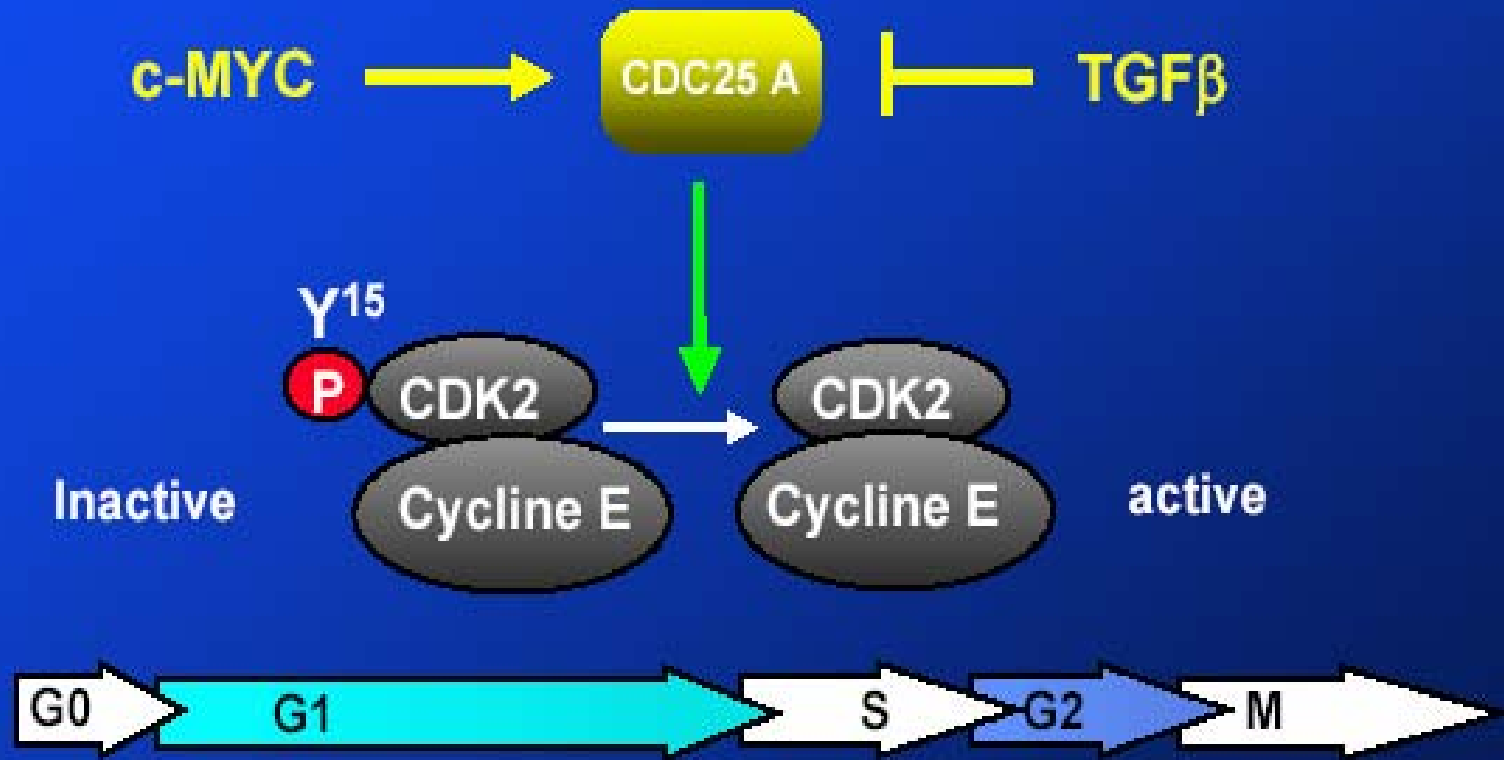 c-MYC CDC25 A TGFβ
Y15
P CDK2 CDK2
Inactive Cycline E Cycline E active
G0 G1 S G2 M